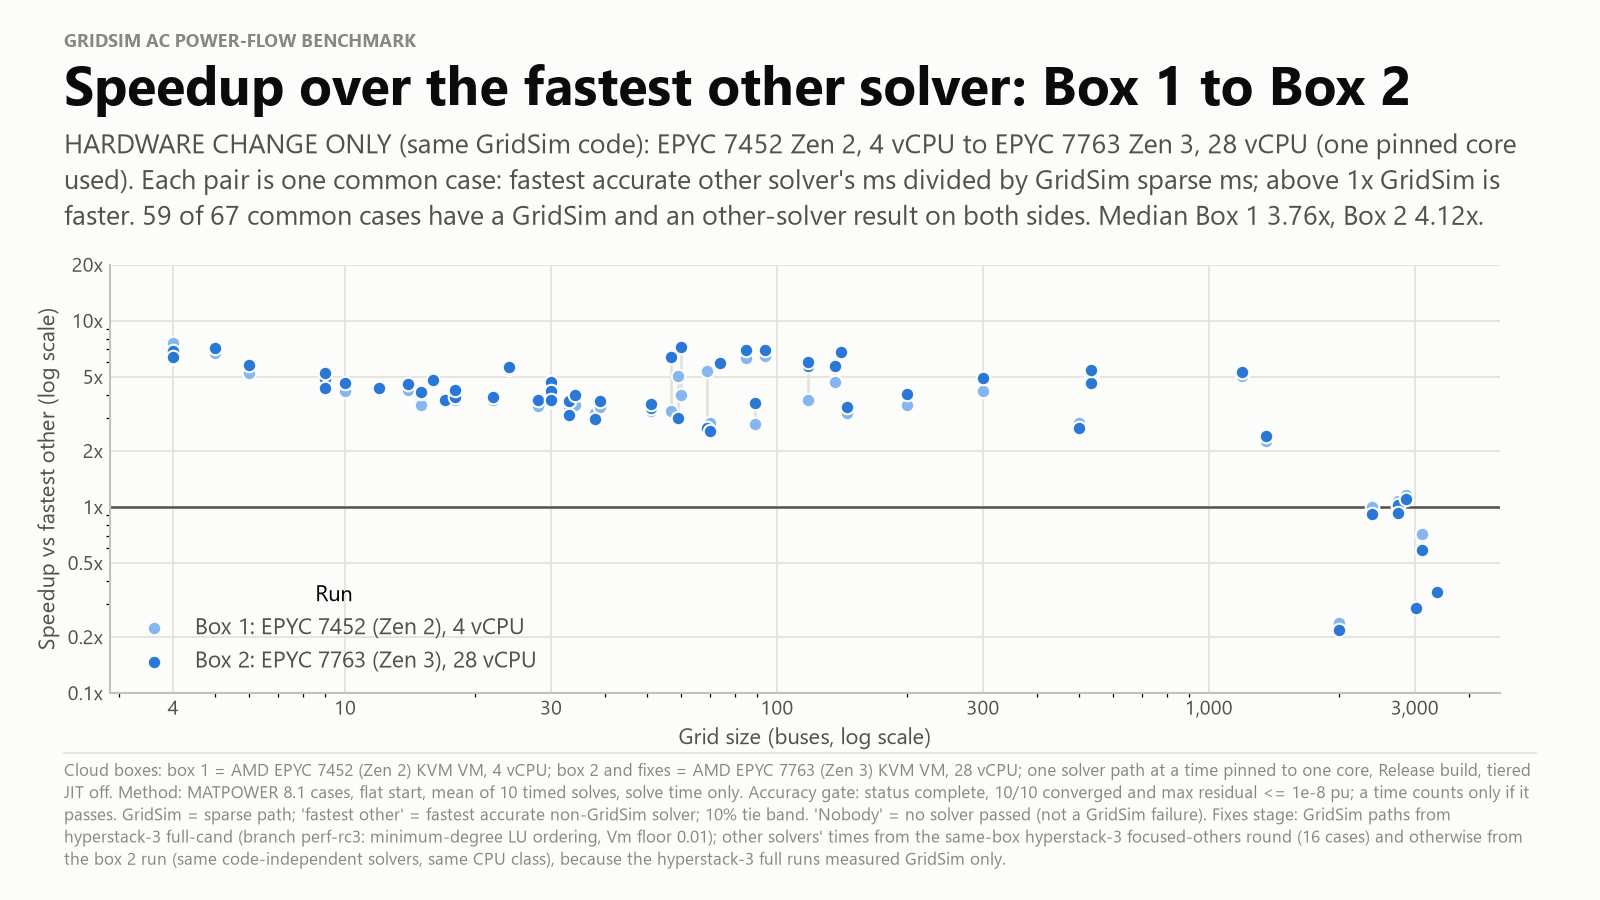 GRIDSIM AC POWER-FLOW BENCHMARK
Speedup over the fastest other solver: Box 1 to Box 2
HARDWARE CHANGE ONLY (same GridSim code): EPYC 7452 Zen 2, 4 vCPU to EPYC 7763 Zen 3, 28 vCPU (one pinned core
used). Each pair is one common case: fastest accurate other solver's ms divided by GridSim sparse ms; above 1x GridSim is
faster. 59 of 67 common cases have a GridSim and an other-solver result on both sides. Median Box 1 3.76x, Box 2 4.12x.
Speedup vs fastest other (log scale)
20x
10x
5x
2x
1x
0.5x
0.2x
0.1x
Run
Box 1: EPYC 7452 (Zen 2), 4 vCPU
Box 2: EPYC 7763 (Zen 3), 28 vCPU
4 10 30 100 300 1,000 3,000
Grid size (buses, log scale)
Cloud boxes: box 1 = AMD EPYC 7452 (Zen 2) KVM VM, 4 vCPU; box 2 and fixes = AMD EPYC 7763 (Zen 3) KVM VM, 28 vCPU; one solver path at a time pinned to one core, Release build, tiered
JIT off. Method: MATPOWER 8.1 cases, flat start, mean of 10 timed solves, solve time only. Accuracy gate: status complete, 10/10 converged and max residual <= 1e-8 pu; a time counts only if it
passes. GridSim = sparse path; 'fastest other' = fastest accurate non-GridSim solver; 10% tie band. 'Nobody' = no solver passed (not a GridSim failure). Fixes stage: GridSim paths from
hyperstack-3 full-cand (branch perf-rc3: minimum-degree LU ordering, Vm floor 0.01); other solvers' times from the same-box hyperstack-3 focused-others round (16 cases) and otherwise from
the box 2 run (same code-independent solvers, same CPU class), because the hyperstack-3 full runs measured GridSim only.